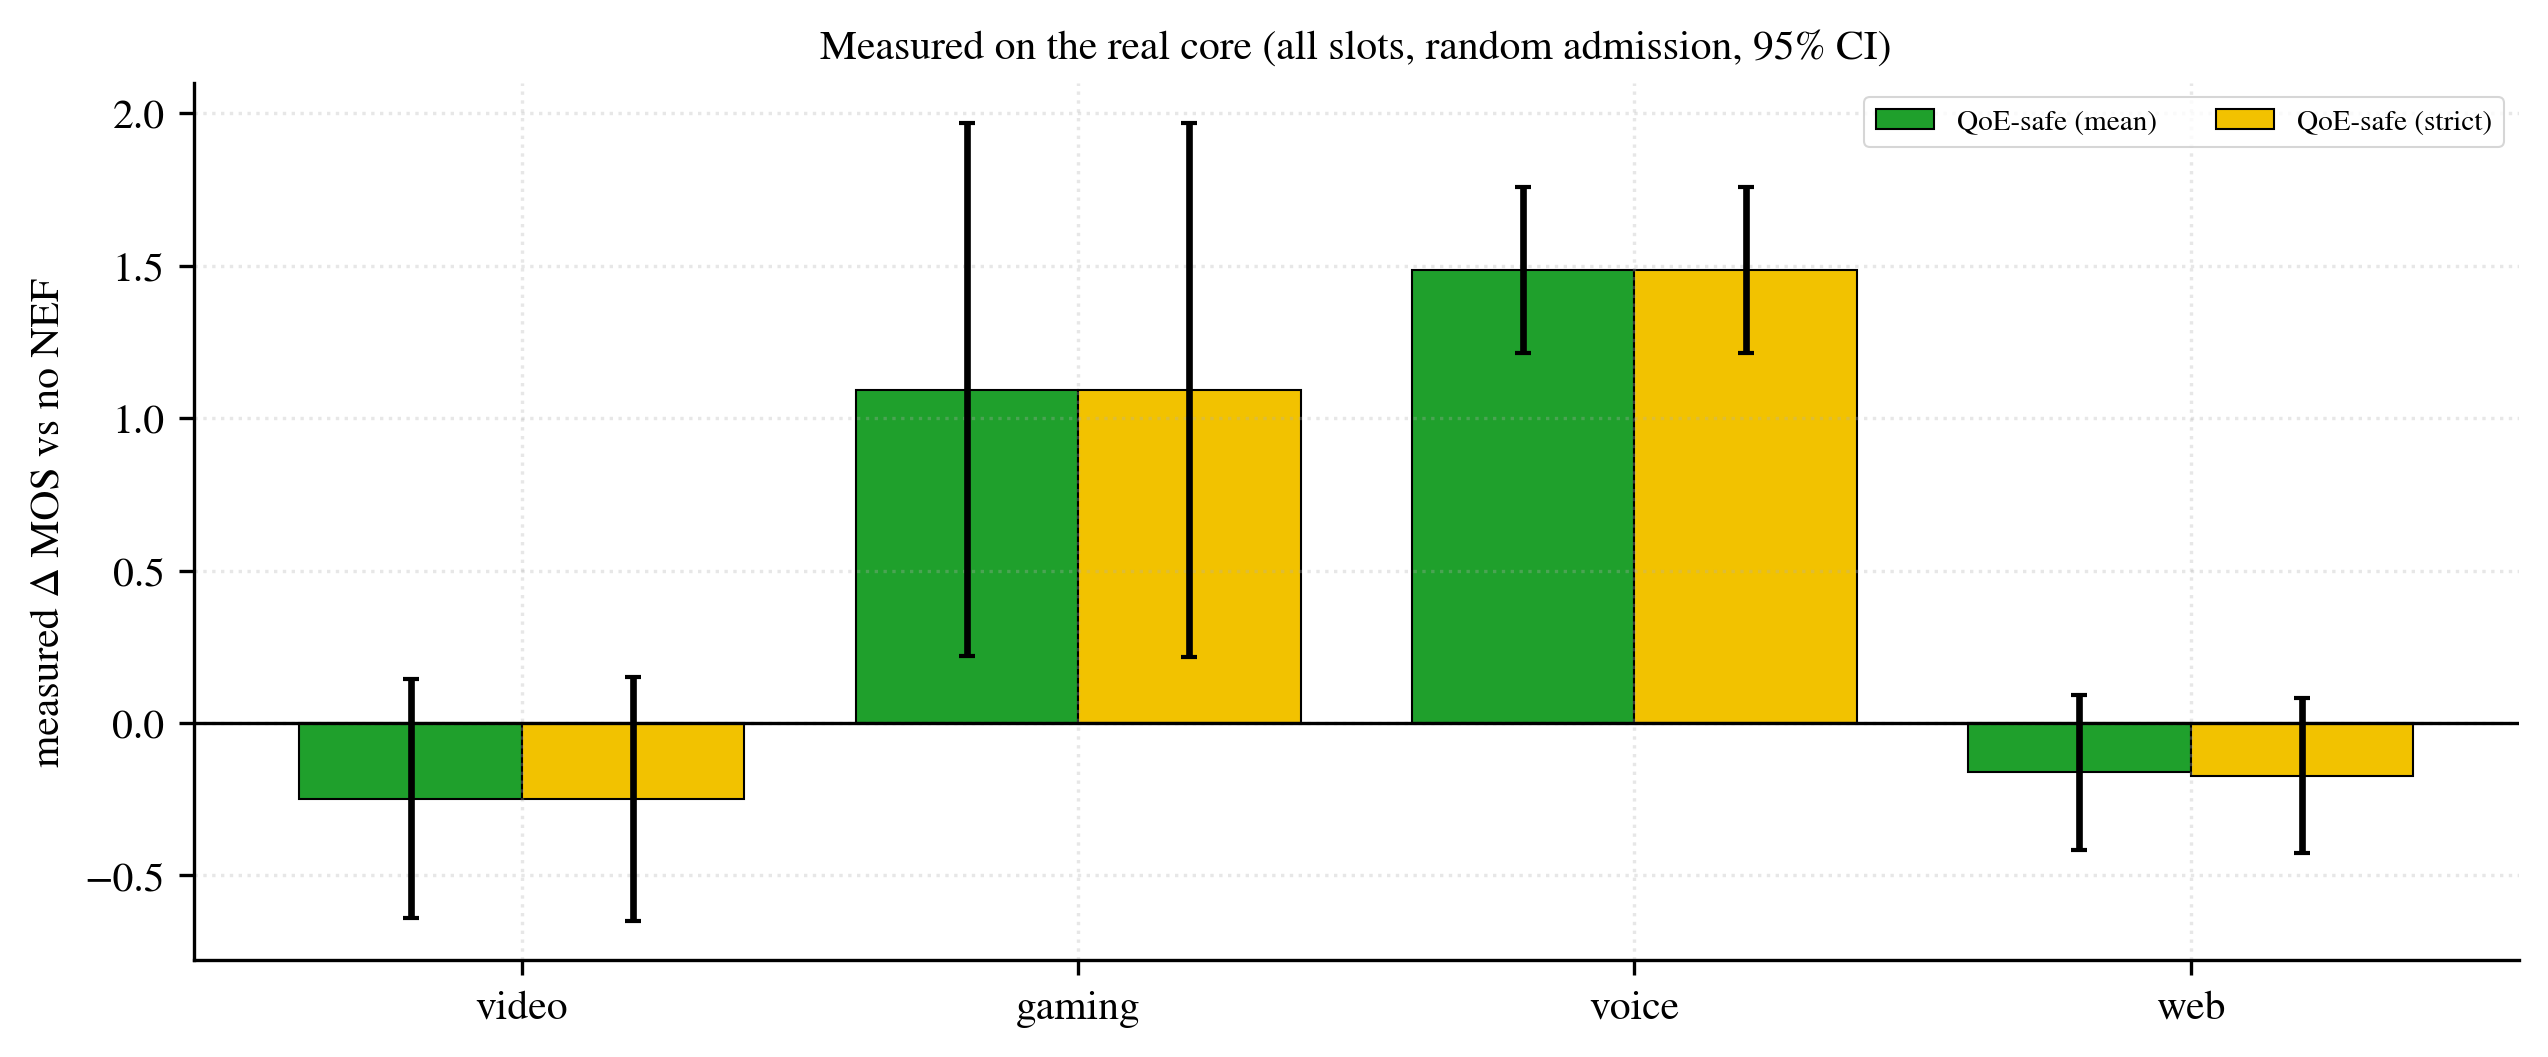 Measured on the real core (all slots, random admission, 95% CI)
QoE-safe (mean) QoE-safe (strict)
measured Δ MOS vs no NEF
2.0
1.5
1.0
0.5
0.0
−0.5
video gaming voice web